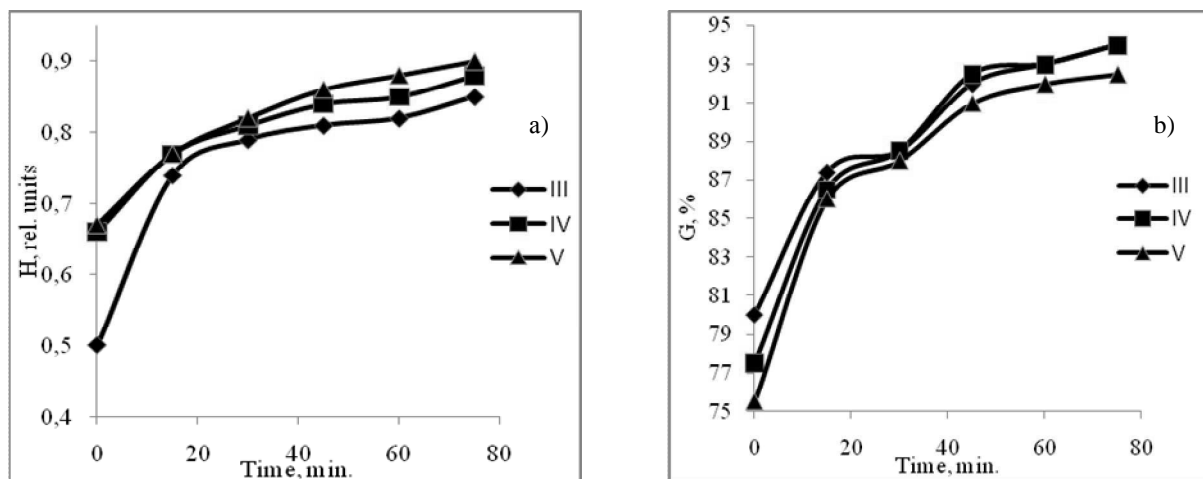 0,9
0,8
0,7
0,6
0,5
0,4
H, rel. units
0 20 40 60 80
Time, min.
a)
III
IV
V
95
93
91
89
87
85
83
81
79
77
75
G, %
0 20 40 60 80
Time, min.
b)
III
IV
V